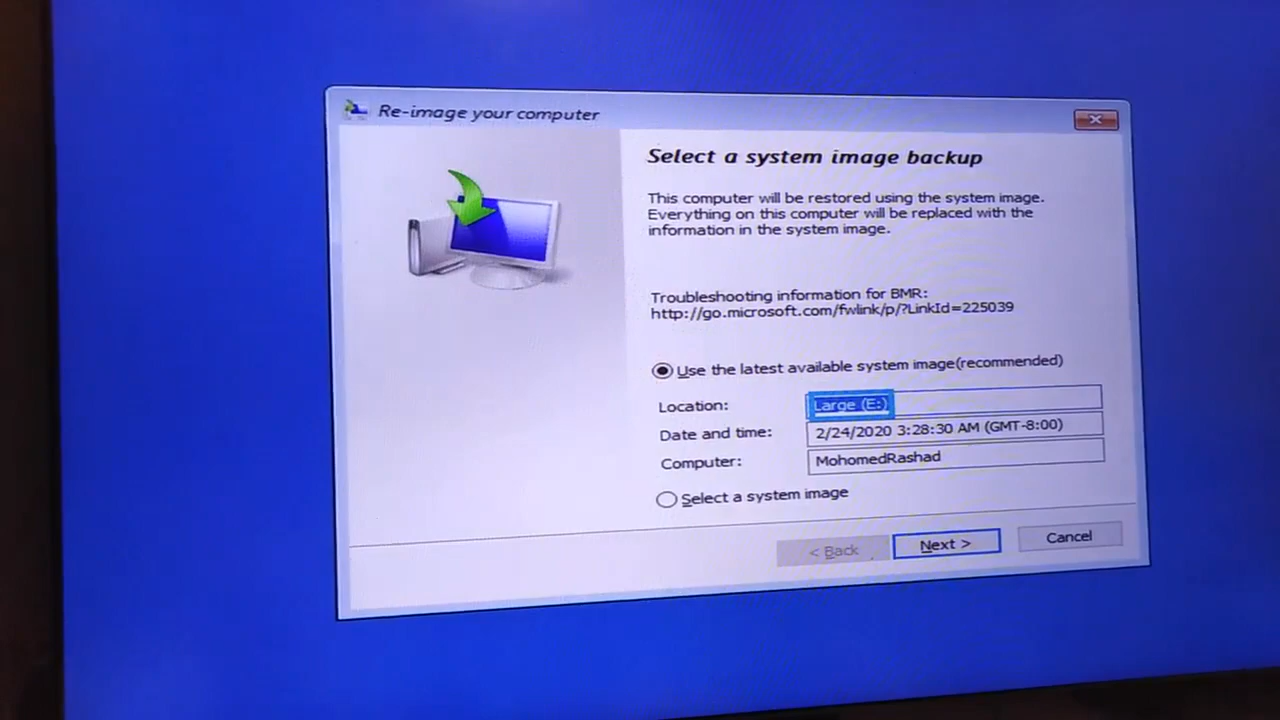 Re-image your computer
Select a system image backup
This computer will be restored using the system image.
Everything on this computer will be replaced with the
information in the system image.
Troubleshooting information for BMR:
http://go.microsoft.com/fwlink/p/?LinkId=225039
Use the latest available system image(recommended)
Location: Large (E:)
Date and time: 2/24/2020 3:28:30 AM (GMT-8:00)
Computer: MohomedRashad
Select a system image
< Back Next > Cancel